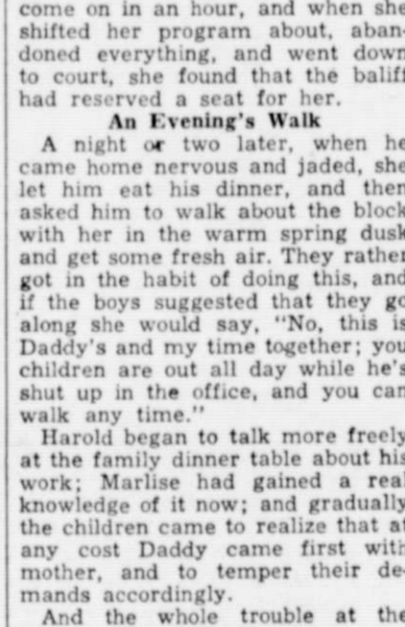 come on in an hour, and when she
shifted her program about, aban-
doned everything, and went down
to court, she found that the baliff
had reserved a seat for her.
An Evening's Walk
A night or two later, when he
came home nervous and jaded, she
let him eat his dinner, and then
asked him to walk about the block
with her in the warm spring dusk
and get some fresh air. They rather
got in the habit of doing this, and
if the boys suggested that they go
along she would say, "No, this is
Daddy's and my time together; you
children are out all day while he's
shut up in the office, and you can
walk any time."
Harold began to talk more freely
at the family dinner table about his
work; Marlise had gained a real
knowledge of it now; and gradually
the children came to realize that at
any cost Daddy came first with
mother, and to temper their de-
mands accordingly.
And the whole trouble at the